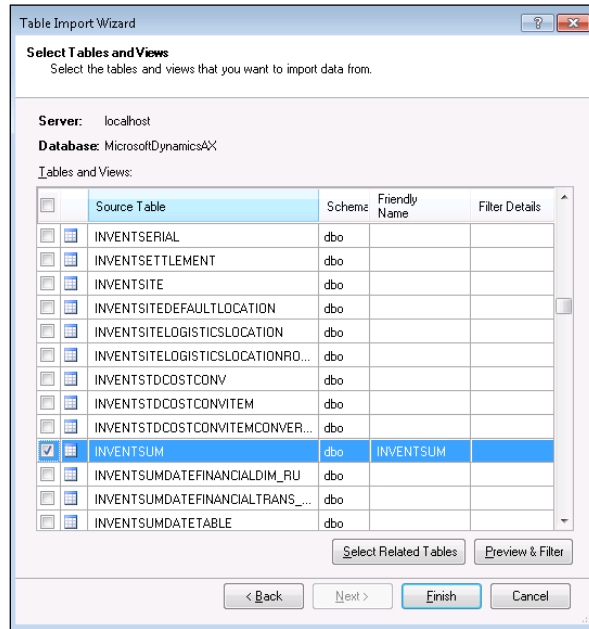 Table Import Wizard
Select Tables and Views
Select the tables and views that you want to import data from.
Server: localhost
Database: MicrosoftDynamicsAX
Tables and Views:
Source Table Schema Friendly Name Filter Details
INVENTSERIAL dbo
INVENTSETTLEMENT dbo
INVENTSITE dbo
INVENTSITEDEFAULTLOCATION dbo
INVENTSITELOGISTICSLOCATION dbo
INVENTSITELOGISTICSLOCATIONRO... dbo
INVENTSTDCOSTCONV dbo
INVENTSTDCOSTCONVITEM dbo
INVENTSTDCOSTCONVITEMCONVER... dbo
INVENTSUM dbo INVENTSUM
INVENTSUMDATEFINANCIALDIM_RU dbo
INVENTSUMDATEFINANCIALTRANS_... dbo
INVENTSUMDATETABLE dbo
Select Related Tables Preview & Filter
< Back Next > Finish Cancel